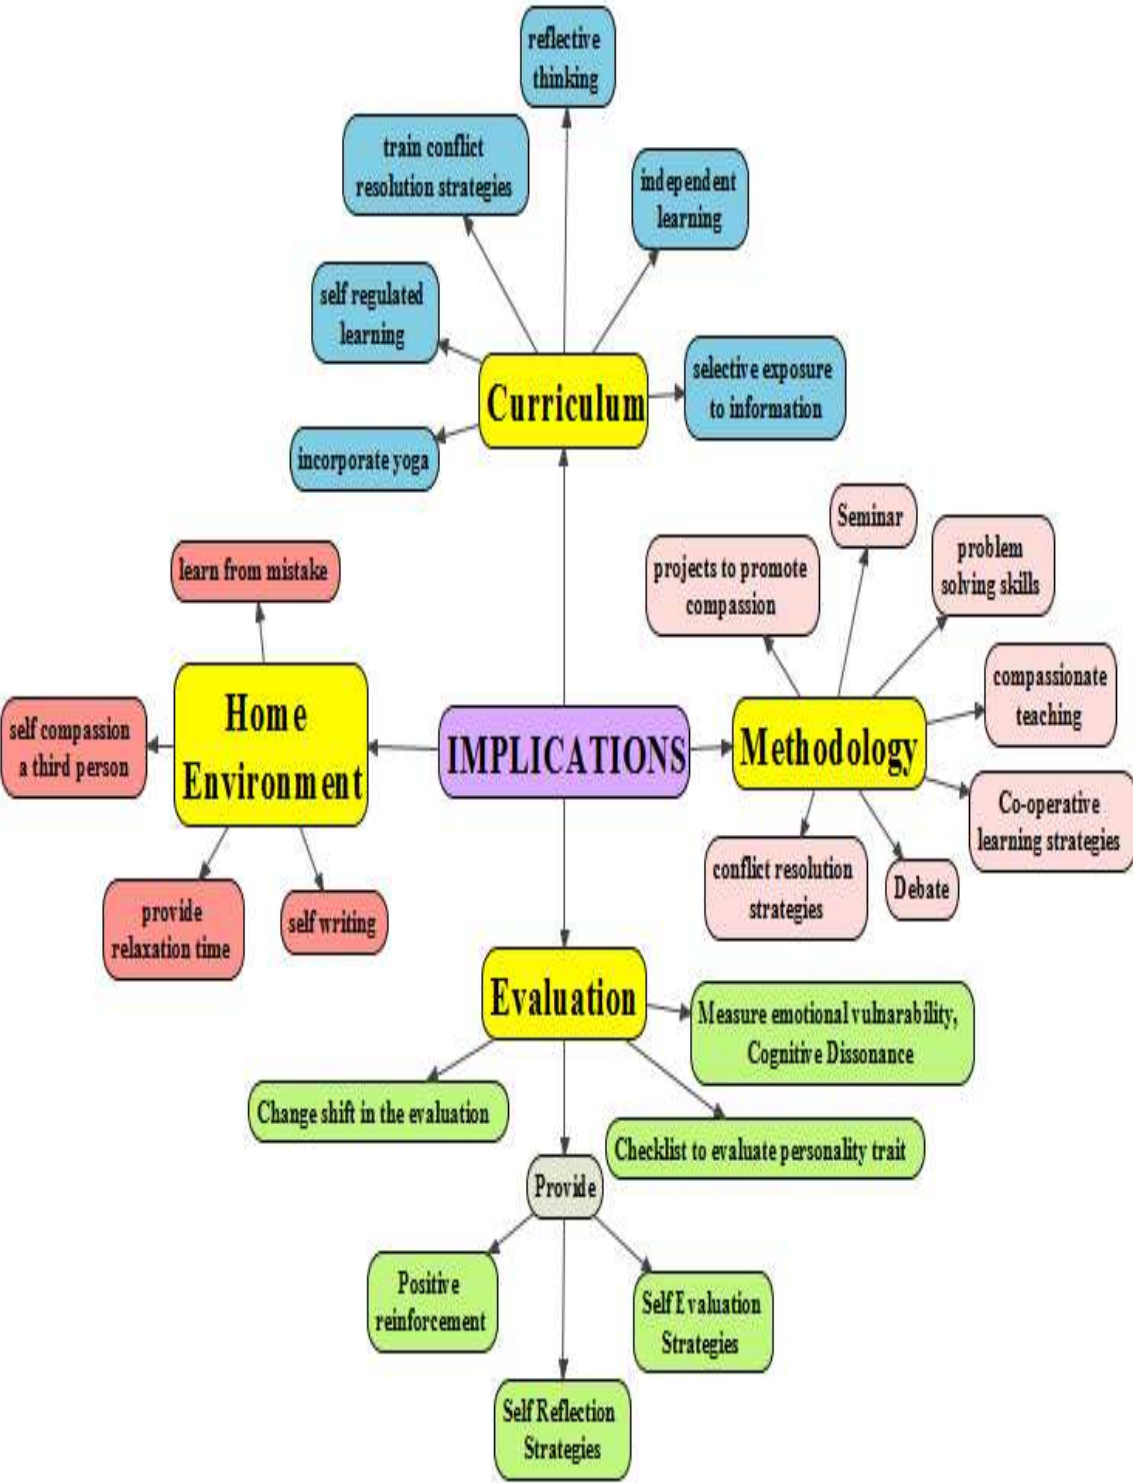 reflective
thinking
train conflict
resolution strategies
independent
learning
self regulated
learning
selective exposure
to information
Curriculum
incorporate yoga
Seminar
projects to promote
compassion
problem
solving skills
learn from mistake
compassionate
teaching
Home
Environment
self compassion
a third person
IMPLICATIONS
Methodology
Co-operative
learning strategies
conflict resolution
strategies
Debate
provide
relaxation time
self writing
Evaluation
Measure emotional vulnarability,
Cognitive Dissonance
Change shift in the evaluation
Checklist to evaluate personality trait
Provide
Positive
reinforcement
Self Evaluation
Strategies
Self Reflection
Strategies